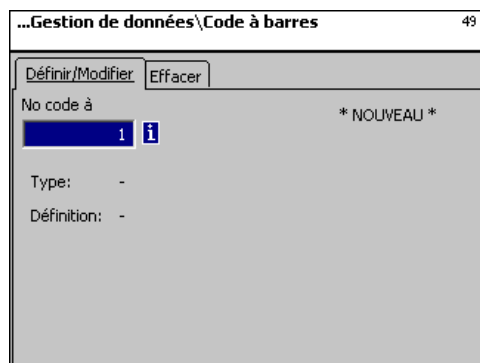 ...Gestion de données\Code à barres 49
Définir/Modifier Effacer
No code à
* NOUVEAU *
1 i
Type: -
Définition: -